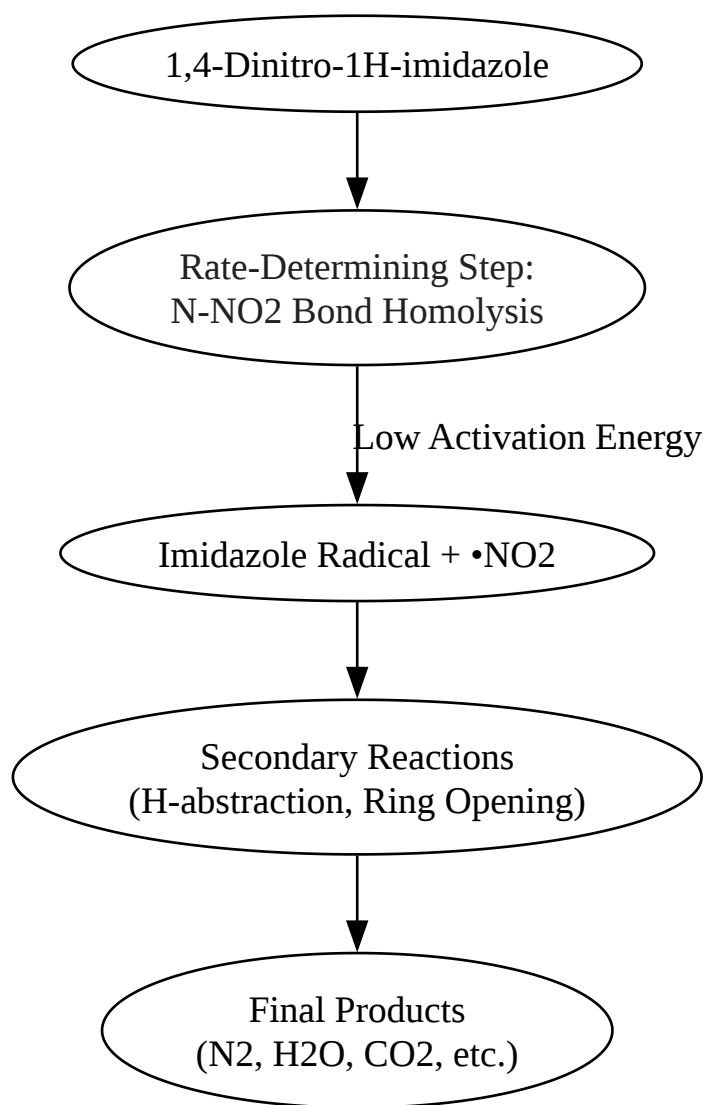 1,4-Dinitro-1H-imidazole
Rate-Determining Step:
N-NO2 Bond Homolysis
Low Activation Energy
Imidazole Radical + •NO2
Secondary Reactions
(H-abstraction, Ring Opening)
Final Products
(N2, H2O, CO2, etc.)